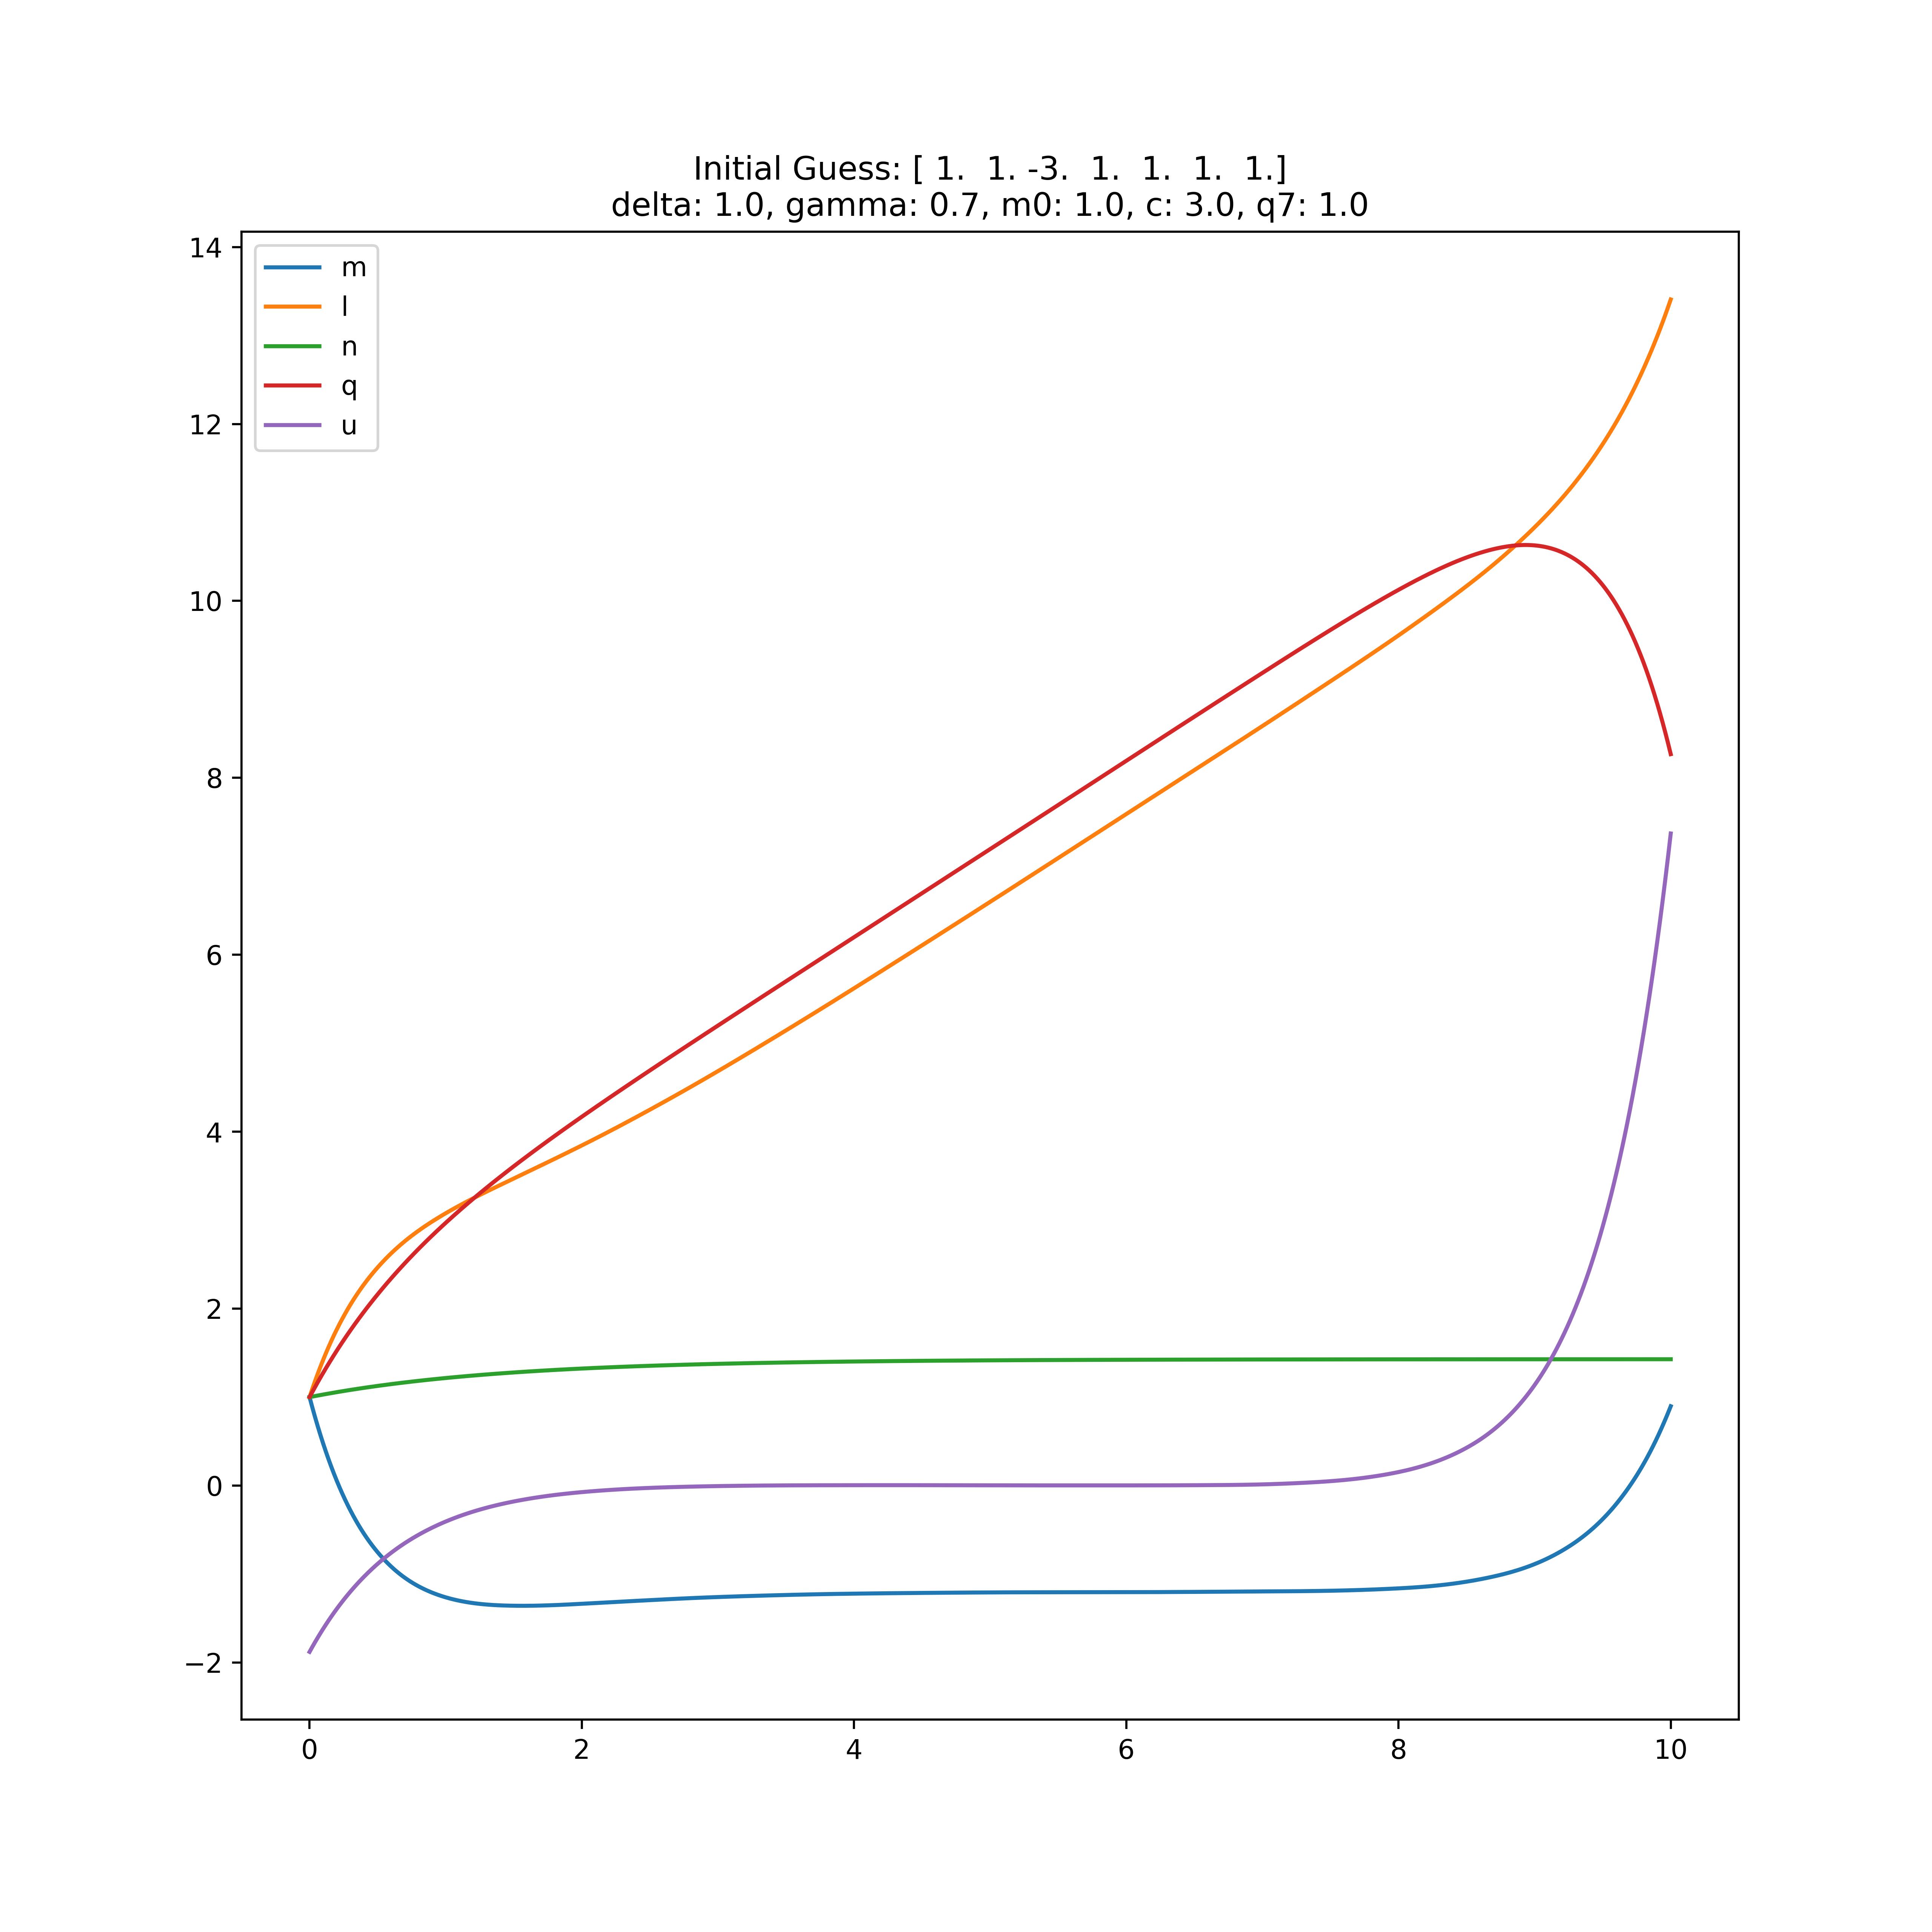 Initial Guess: [ 1.  1. -3.  1.  1.  1.  1.]
delta: 1.0, gamma: 0.7, m0: 1.0, c: 3.0, q7: 1.0
m
l
n
q
u
14
12
10
8
6
4
2
0
−2
0 2 4 6 8 10